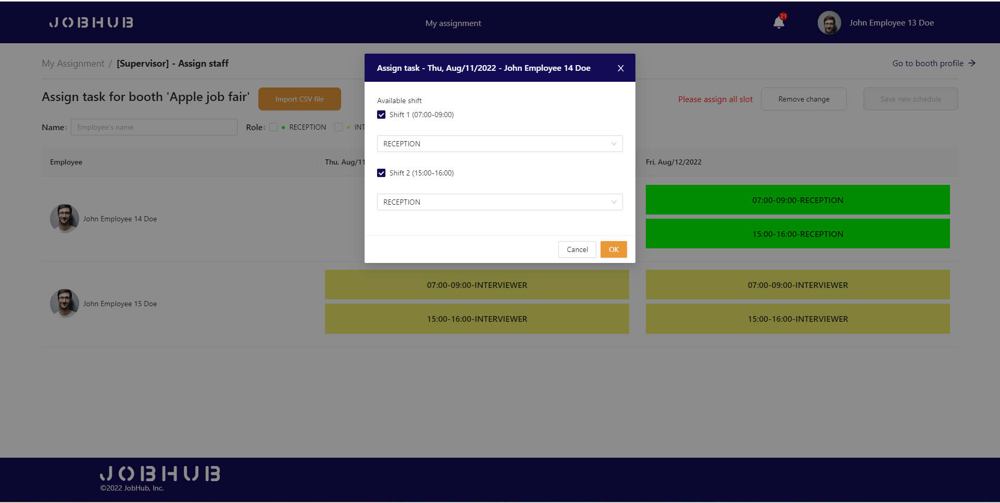 JOBHUB
My assignment
21
John Employee 13 Doe
My Assignment / [Supervisor] - Assign staff
Go to booth profile →
Assign task for booth 'Apple job fair'
Import CSV file
Please assign all slot
Remove change
Save new schedule
Name:
Employee's name
Role:
RECEPTION
INT
Employee
Thu, Aug/11
Fri, Aug/12/2022
John Employee 14 Doe
07:00-09:00-RECEPTION
15:00-16:00-RECEPTION
John Employee 15 Doe
07:00-09:00-INTERVIEWER
07:00-09:00-INTERVIEWER
15:00-16:00-INTERVIEWER
15:00-16:00-INTERVIEWER
Assign task - Thu, Aug/11/2022 - John Employee 14 Doe
X
Available shift
Shift 1 (07:00-09:00)
RECEPTION
Shift 2 (15:00-16:00)
RECEPTION
Cancel
OK
JOBHUB
©2022 JobHub, Inc.